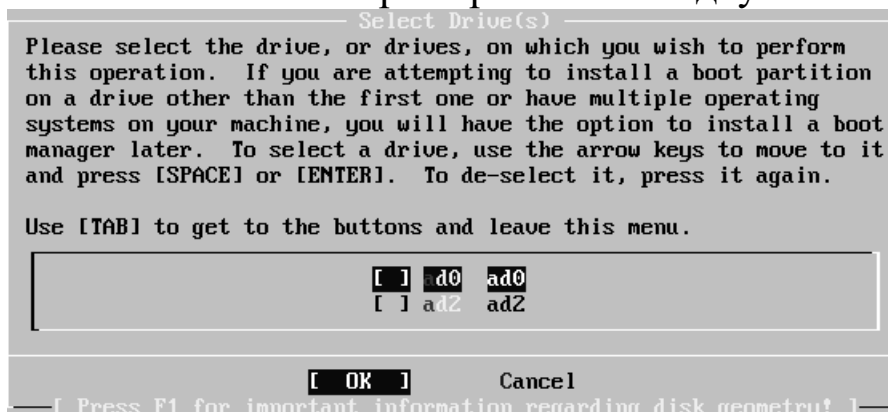 Select Drive(s)
Please select the drive, or drives, on which you wish to perform
this operation.  If you are attempting to install a boot partition
on a drive other than the first one or have multiple operating
systems on your machine, you will have the option to install a boot
manager later.  To select a drive, use the arrow keys to move to it
and press [SPACE] or [ENTER].  To de-select it, press it again.
Use [TAB] to get to the buttons and leave this menu.
[ ] ad0 ad0
[ ] ad2 ad2
[ OK ] Cancel
[ Press F1 for important information regarding disk geometry! ]